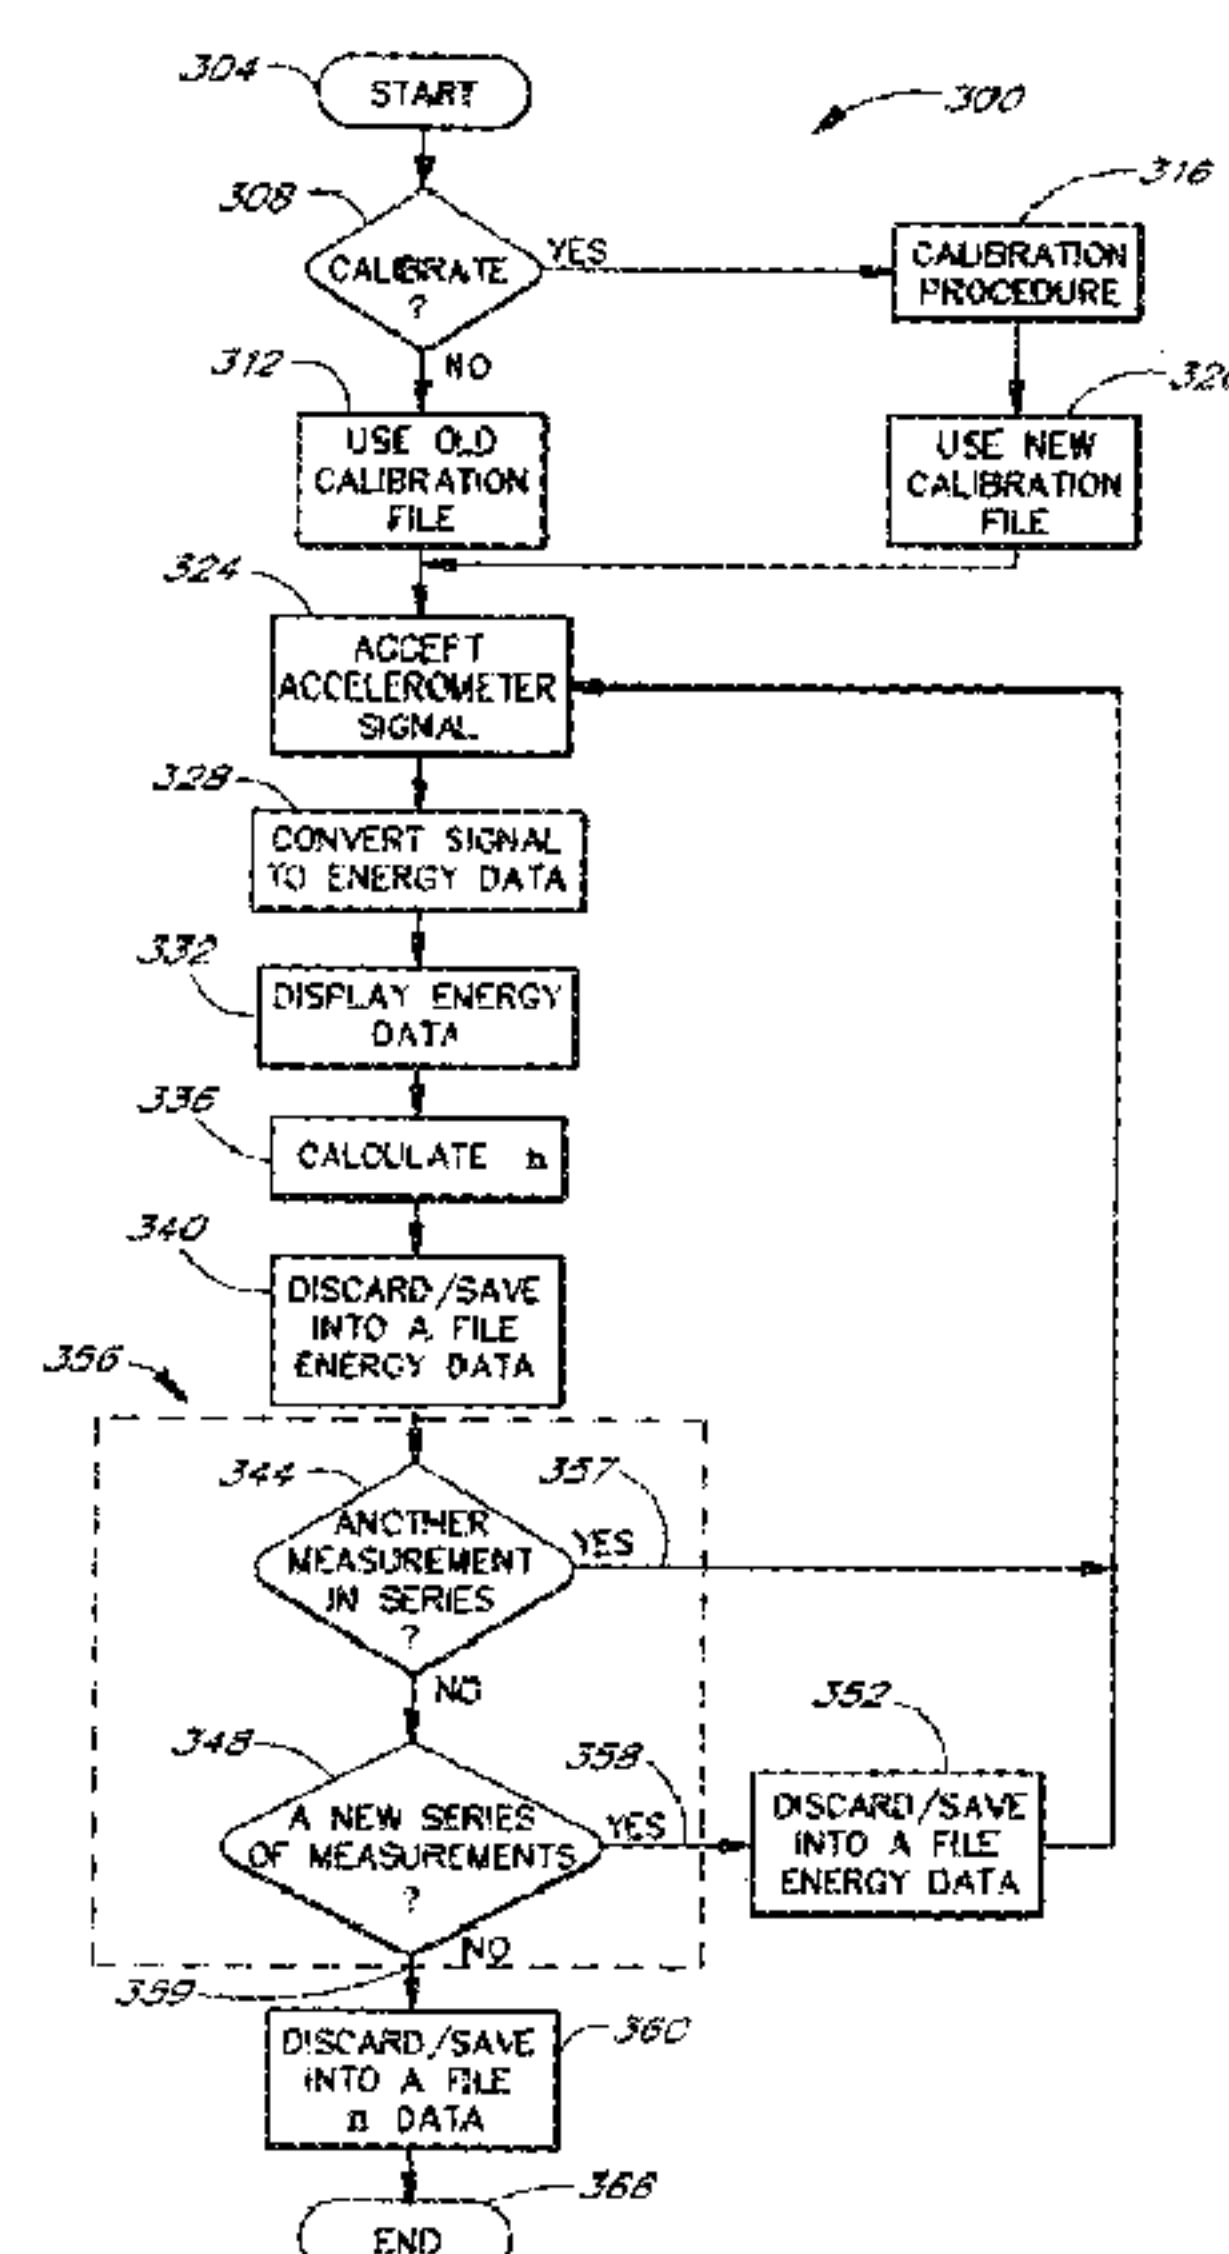 304
START
300
308
CALIBRATE
?
YES
316
CALIBRATION
PROCEDURE
NO
312
USE OLD
CALIBRATION
FILE
USE NEW
CALIBRATION
FILE
324
ACCEPT
ACCELEROMETER
SIGNAL
328
CONVERT SIGNAL
TO ENERGY DATA
332
DISPLAY ENERGY
DATA
336
CALCULATE n
340
DISCARD/SAVE
INTO A FILE
ENERGY DATA
356
344
ANOTHER
MEASUREMENT
IN SERIES
?
YES
357
NO
348
A NEW SERIES
OF MEASUREMENTS
?
YES
358
352
DISCARD/SAVE
INTO A FILE
ENERGY DATA
NO
359
DISCARD/SAVE
INTO A FILE
n DATA
360
366
END